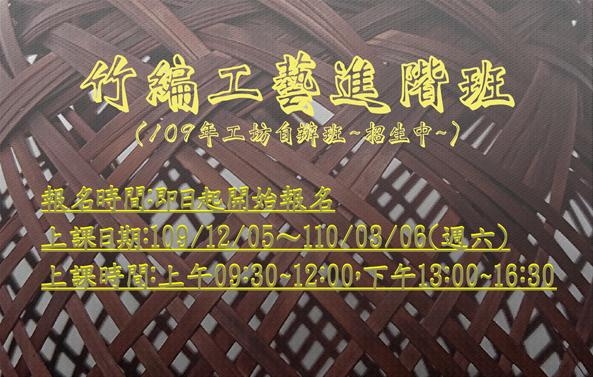 竹編工藝進階班
(109年工坊自辦班~招生中~)
報名時間:即日起開始報名
上課日期:109/12/05~110/03/06(週六)
上課時間:上午09:30~12:00,下午13:00~16:30